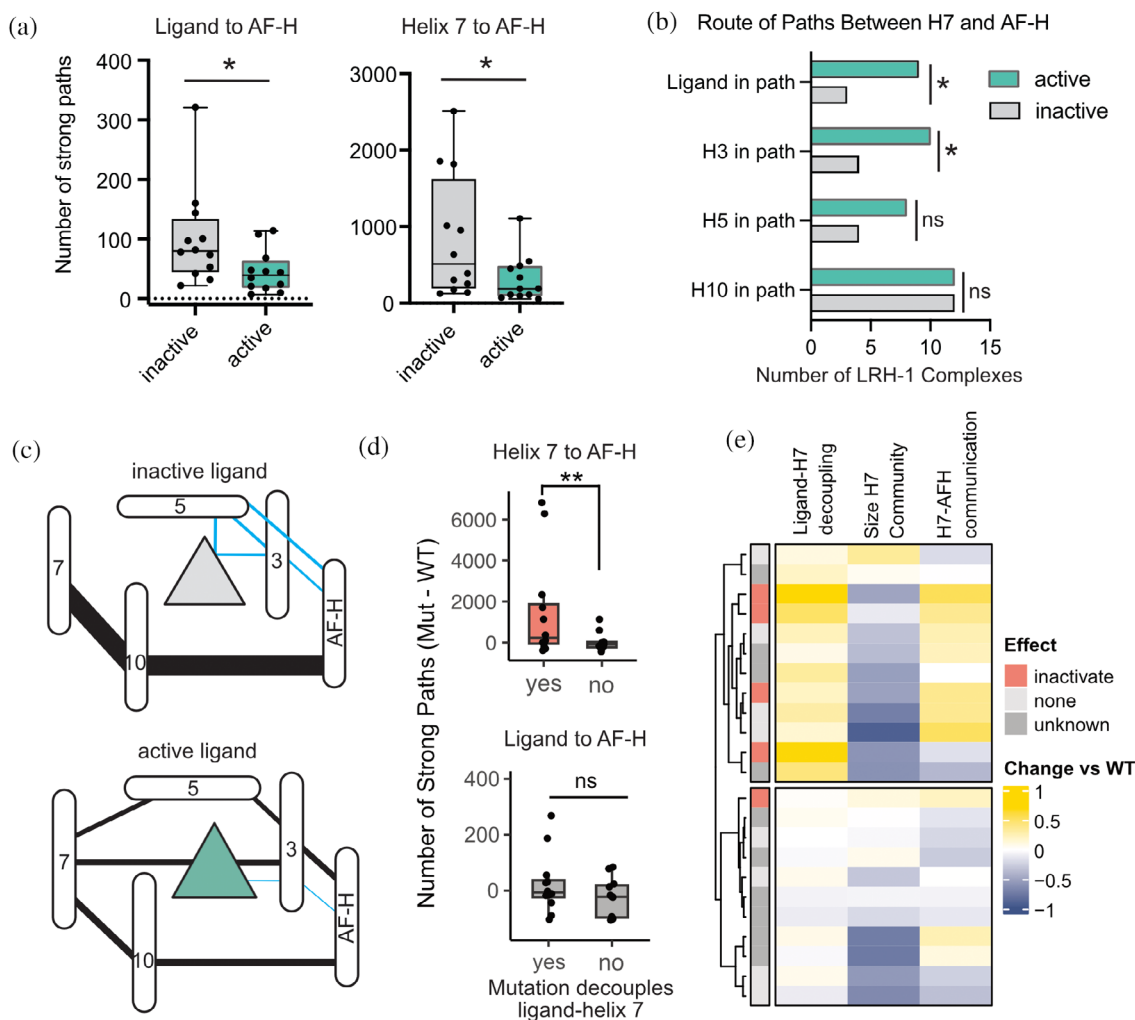 (a)
Ligand to AF-H
Number of strong paths
400
300
200
100
0
*
inactive
active
Helix 7 to AF-H
3000
2000
1000
0
*
inactive
active
(b)
Route of Paths Between H7 and AF-H
Ligand in path
H3 in path
H5 in path
H10 in path
*
*
ns
ns
active
inactive
0
5
10
15
Number of LRH-1 Complexes
(c)
inactive ligand
5
7
3
10
AF-H
active ligand
5
7
3
10
AF-H
(d)
Helix 7 to AF-H
**
Number of Strong Paths (Mut - WT)
6000
4000
2000
0
yes
no
Ligand to AF-H
ns
400
200
0
yes
no
Mutation decouples
ligand-helix 7
(e)
Ligand-H7
decoupling
Size H7
Community
H7-AFH
communication
Effect
inactivate
none
unknown
Change vs WT
1
0.5
0
−0.5
−1